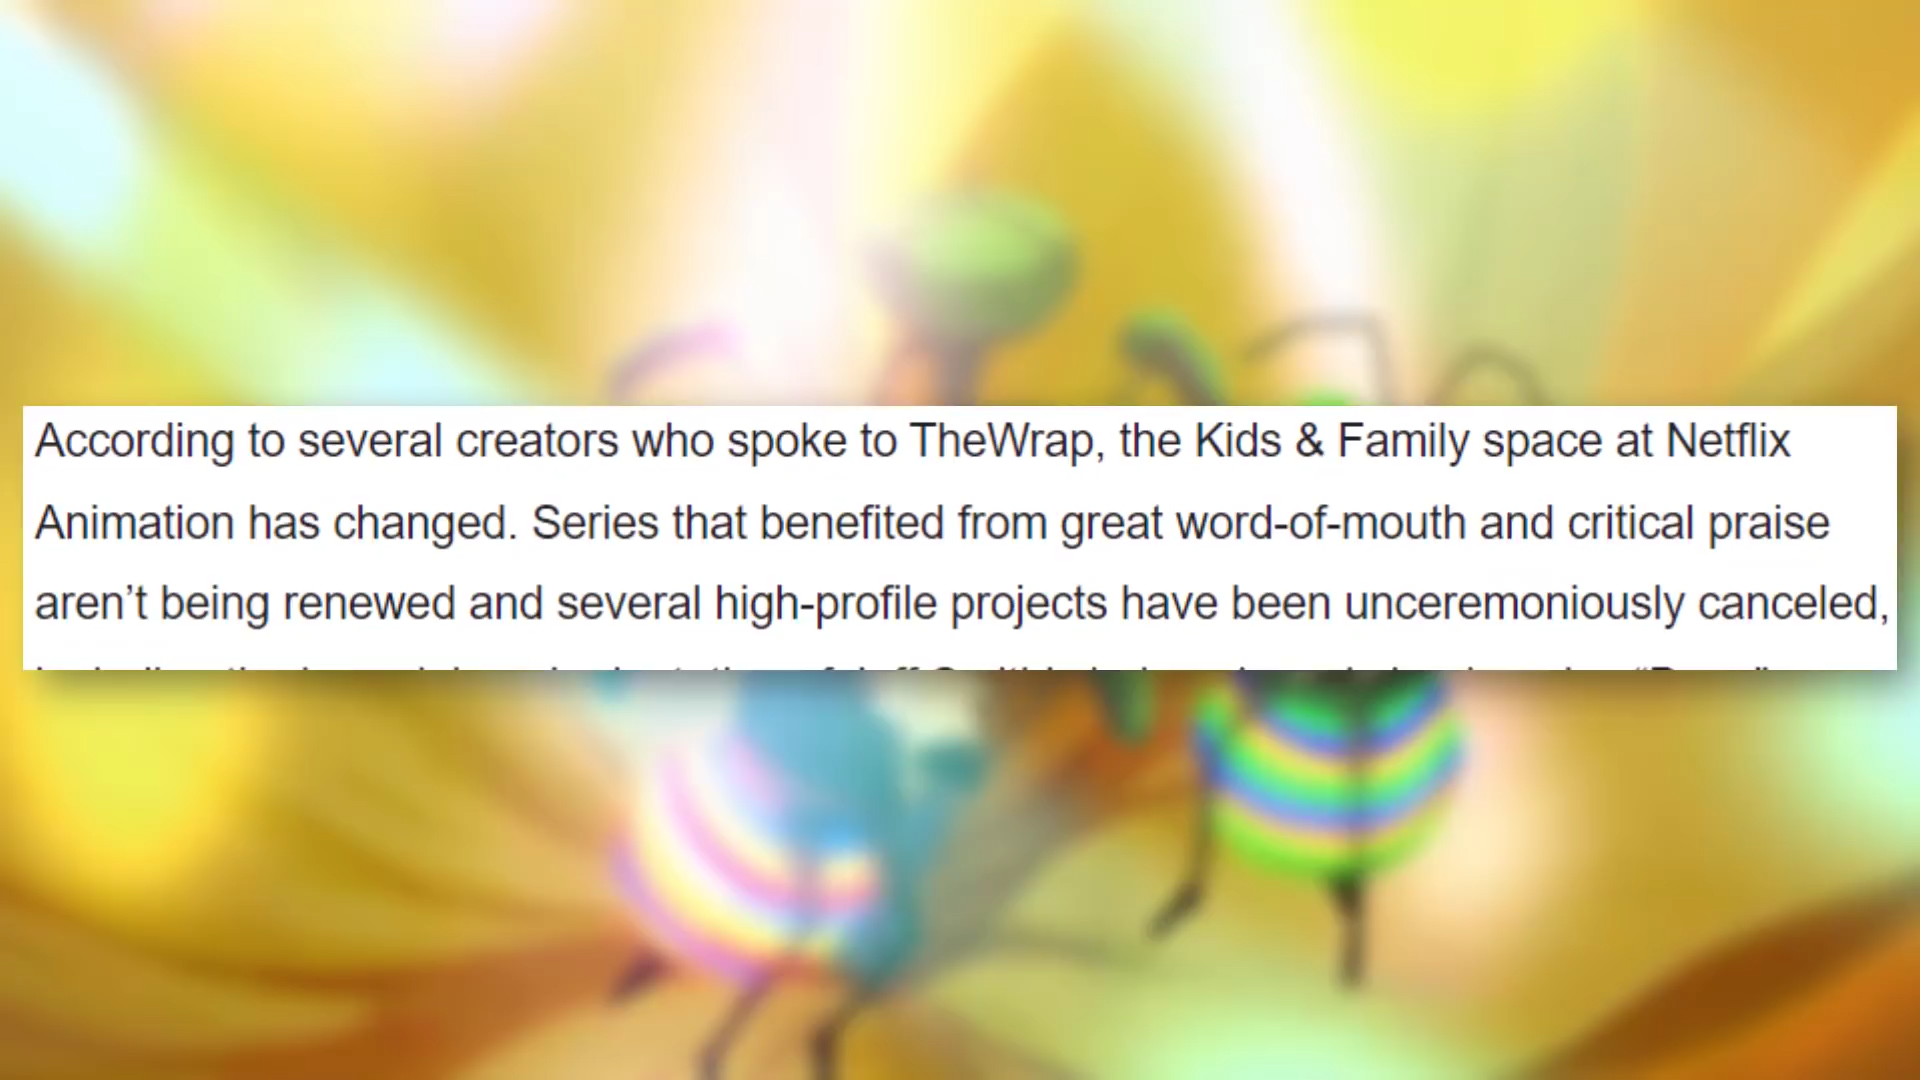 According to several creators who spoke to TheWrap, the Kids & Family space at Netflix
Animation has changed. Series that benefited from great word-of-mouth and critical praise
aren’t being renewed and several high-profile projects have been unceremoniously canceled,